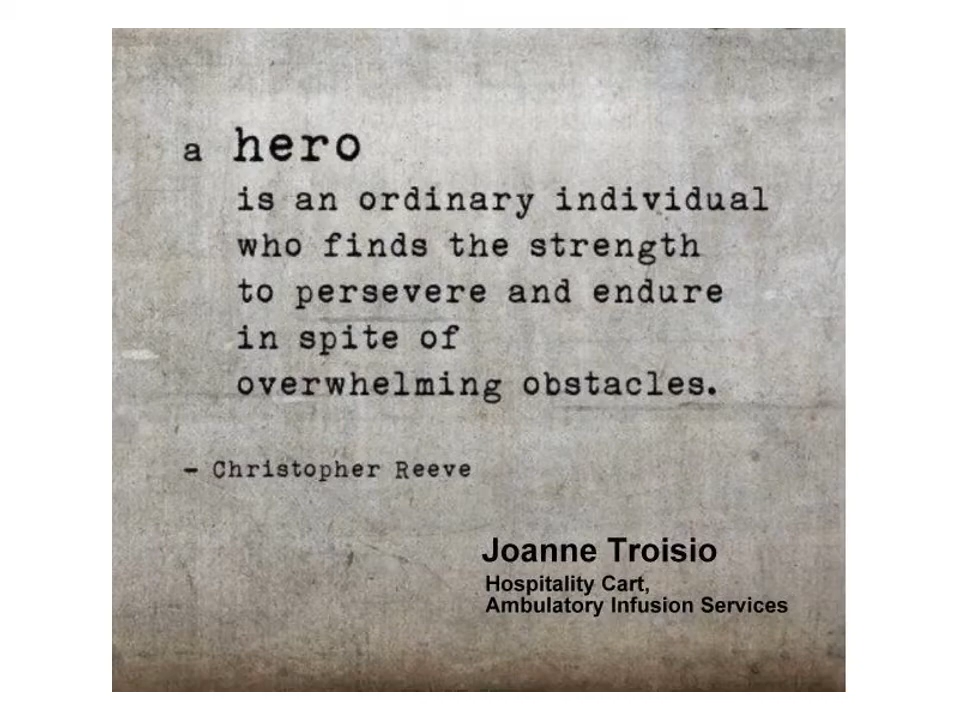 a hero
is an ordinary individual
who finds the strength
to persevere and endure
in spite of
overwhelming obstacles.
- Christopher Reeve
Joanne Troisio
Hospitality Cart,
Ambulatory Infusion Services